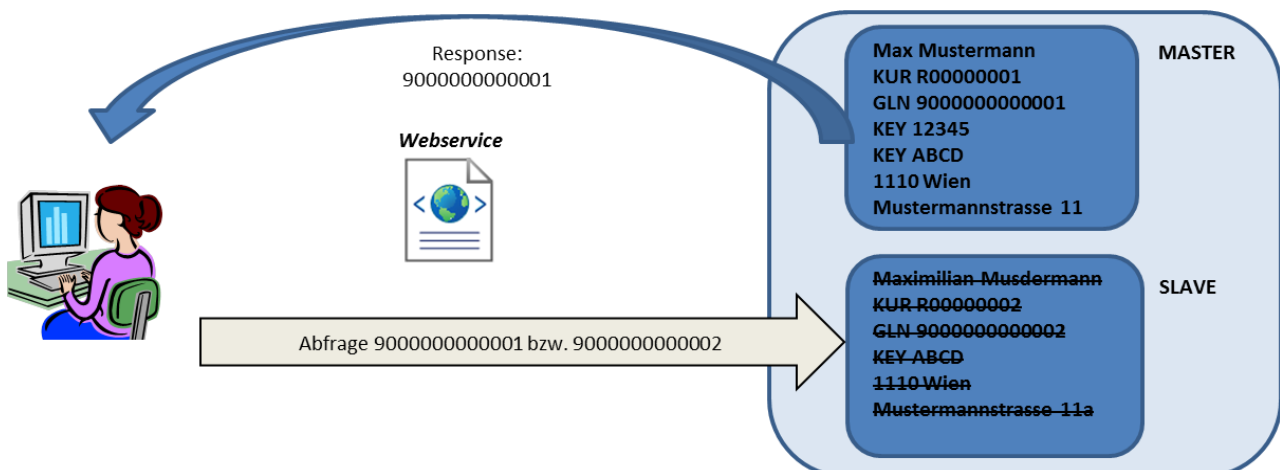 Response:
9000000000001
Webservice
Abfrage 9000000000001 bzw. 9000000000002
Max Mustermann
KUR R00000001
GLN 9000000000001
KEY 12345
KEY ABCD
1110 Wien
Mustermannstrasse 11
MASTER
Maximilian Musdermann
KUR R00000002
GLN 9000000000002
KEY ABCD
1110 Wien
Mustermannstrasse 11a
SLAVE